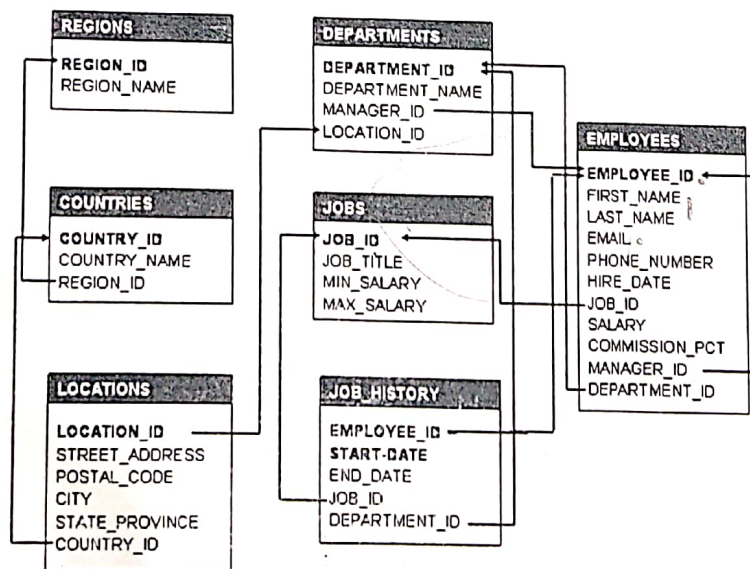 REGIONS
REGION_ID
REGION_NAME
DEPARTMENTS
DEPARTMENT_ID
DEPARTMENT_NAME
MANAGER_ID
LOCATION_ID
EMPLOYEES
EMPLOYEE_ID
FIRST_NAME
LAST_NAME
EMAIL
PHONE_NUMBER
HIRE_DATE
JOB_ID
SALARY
COMMISSION_PCT
MANAGER_ID
DEPARTMENT_ID
COUNTRIES
COUNTRY_ID
COUNTRY_NAME
REGION_ID
JOBS
JOB_ID
JOB_TITLE
MIN_SALARY
MAX_SALARY
LOCATIONS
LOCATION_ID
STREET_ADDRESS
POSTAL_CODE
CITY
STATE_PROVINCE
COUNTRY_ID
JOB_HISTORY
EMPLOYEE_ID
START-DATE
END_DATE
JOB_ID
DEPARTMENT_ID